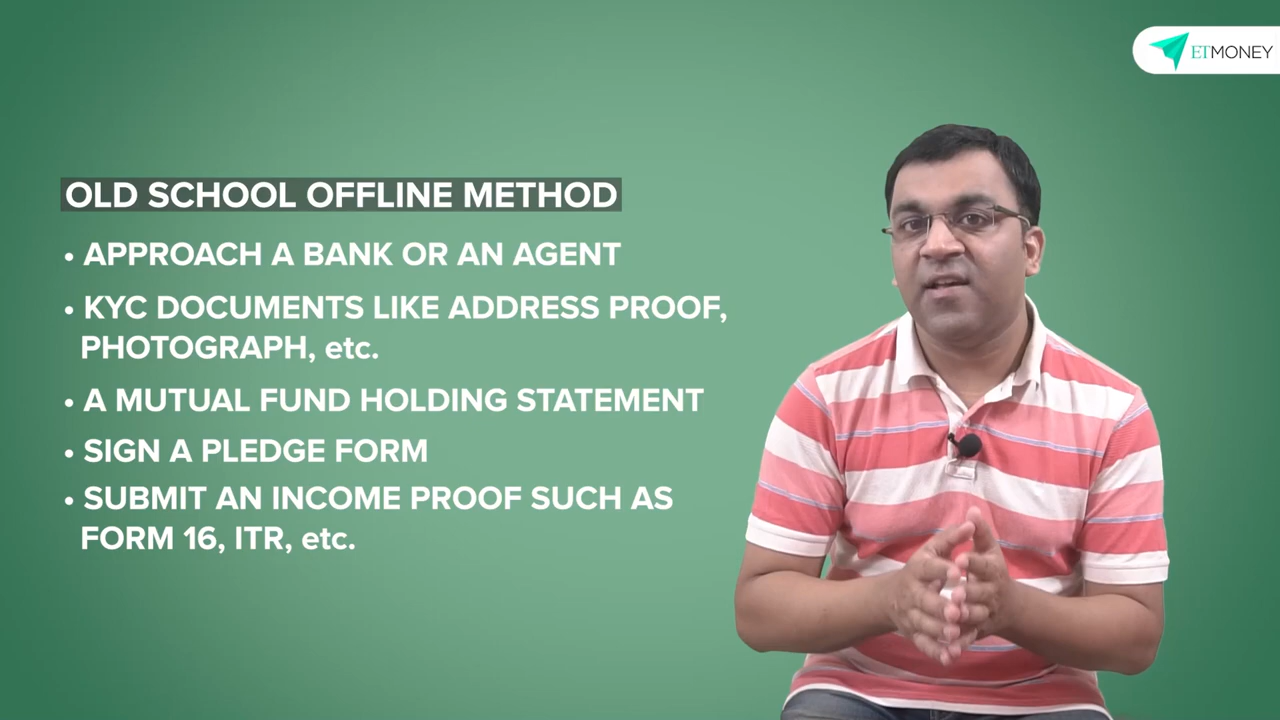 ETMONEY
OLD SCHOOL OFFLINE METHOD
• APPROACH A BANK OR AN AGENT
• KYC DOCUMENTS LIKE ADDRESS PROOF,
PHOTOGRAPH, etc.
• A MUTUAL FUND HOLDING STATEMENT
• SIGN A PLEDGE FORM
• SUBMIT AN INCOME PROOF SUCH AS
FORM 16, ITR, etc.